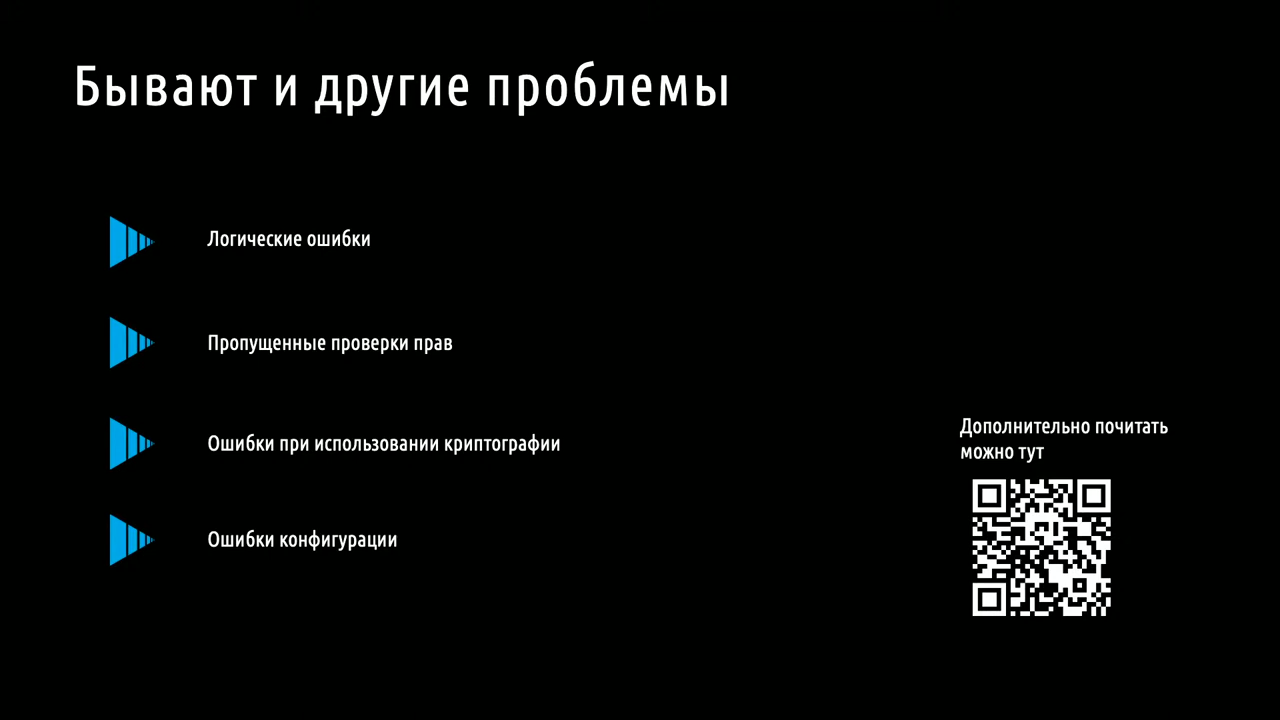 Бывают и другие проблемы
Логические ошибки
Пропущенные проверки прав
Ошибки при использовании криптографии
Ошибки конфигурации
Дополнительно почитать
можно тут